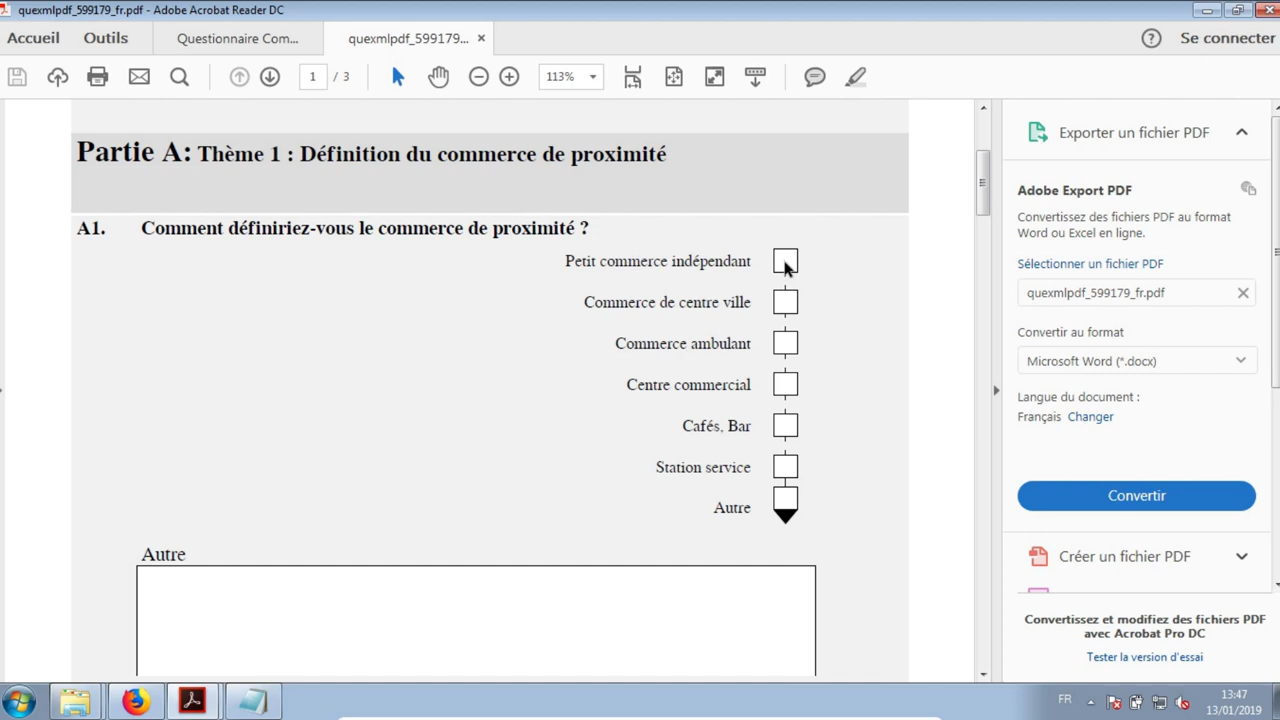 quexmlpdf_599179_fr.pdf - Adobe Acrobat Reader DC
Accueil Outils Questionnaire Com... quexmlpdf_599179... × Se connecter
1 / 3 113%
Partie A: Thème 1 : Définition du commerce de proximité
A1. Comment définiriez-vous le commerce de proximité ?
Petit commerce indépendant
Commerce de centre ville
Commerce ambulant
Centre commercial
Cafés, Bar
Station service
Autre
Autre
Exporter un fichier PDF
Adobe Export PDF
Convertissez des fichiers PDF au format
Word ou Excel en ligne.
Sélectionner un fichier PDF
quexmlpdf_599179_fr.pdf
Convertir au format
Microsoft Word (*.docx)
Langue du document :
Français Changer
Convertir
Créer un fichier PDF
Convertissez et modifiez des fichiers PDF
avec Acrobat Pro DC
Tester la version d'essai
FR 13:47
13/01/2019